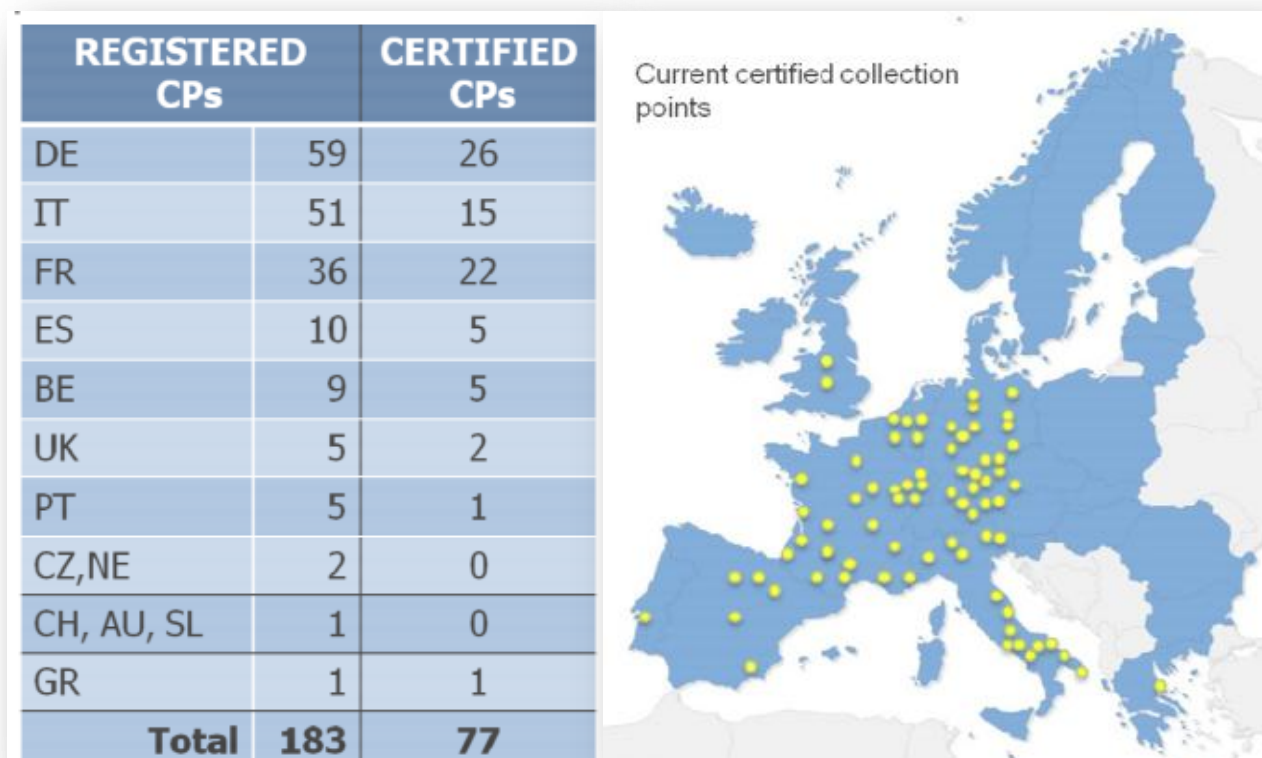 REGISTERED CPs CERTIFIED CPs
DE 59 26
IT 51 15
FR 36 22
ES 10 5
BE 9 5
UK 5 2
PT 5 1
CZ,NE 2 0
CH, AU, SL 1 0
GR 1 1
Total 183 77
Current certified collection
points